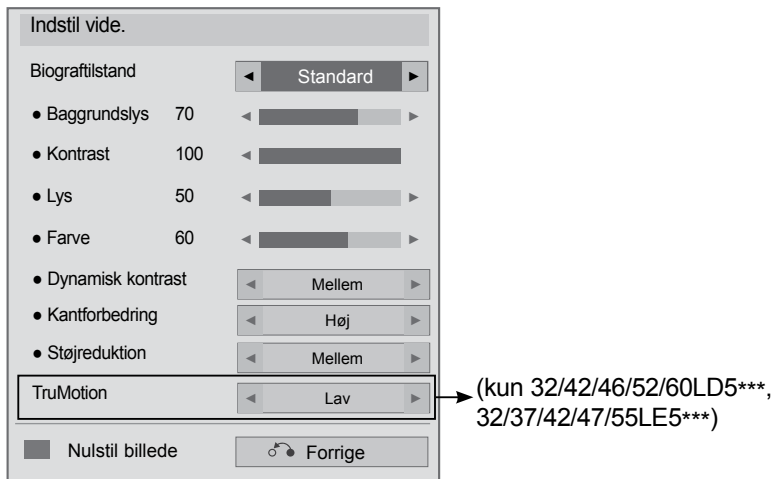 Indstil vide.
Biograftilstand ◄ Standard ►
● Baggrundslys 70 ◄ ►
● Kontrast 100 ◄
● Lys 50 ◄ ►
● Farve 60 ◄ ►
● Dynamisk kontrast ◄ Mellem ►
● Kantforbedring ◄ Høj ►
● Støjreduktion ◄ Mellem ►
TruMotion ◄ Lav ►
(kun 32/42/46/52/60LD5***,
32/37/42/47/55LE5***)
Nulstil billede Forrige